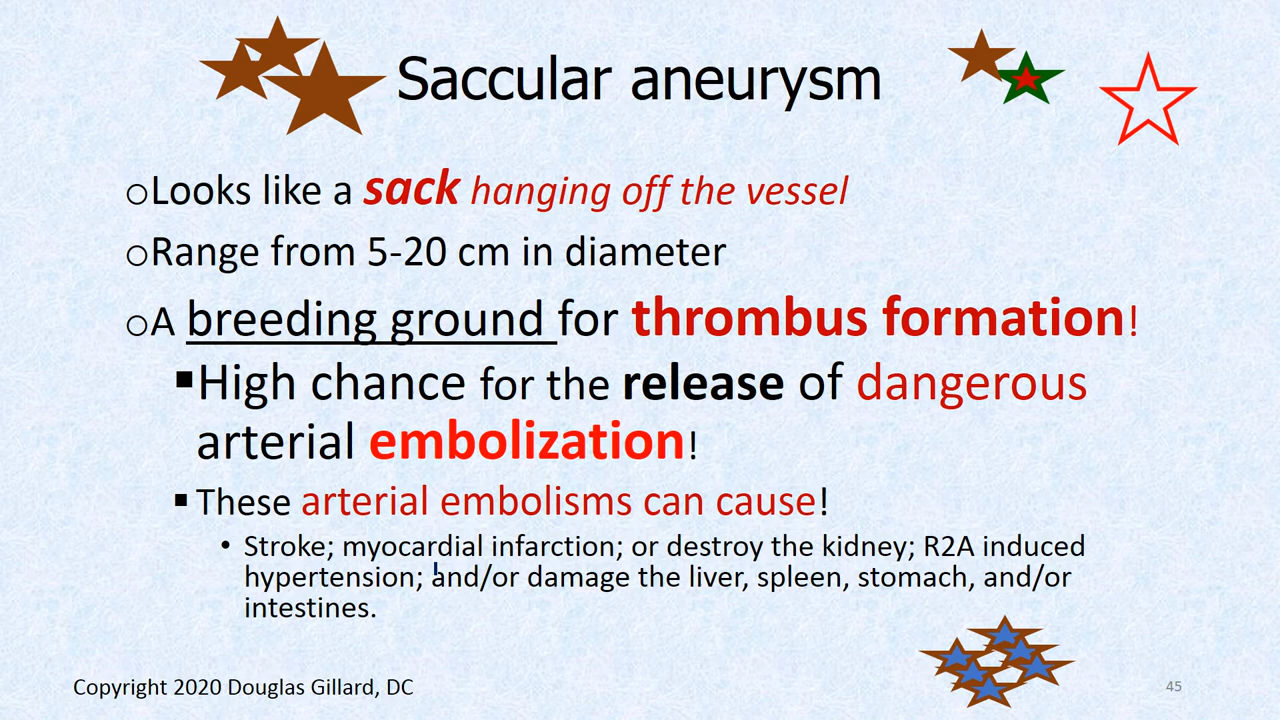 Saccular aneurysm
○Looks like a sack hanging off the vessel
○Range from 5-20 cm in diameter
○A breeding ground for thrombus formation!
▪High chance for the release of dangerous
arterial embolization!
▪These arterial embolisms can cause!
• Stroke; myocardial infarction; or destroy the kidney; R2A induced
hypertension; and/or damage the liver, spleen, stomach, and/or
intestines.
Copyright 2020 Douglas Gillard, DC
45